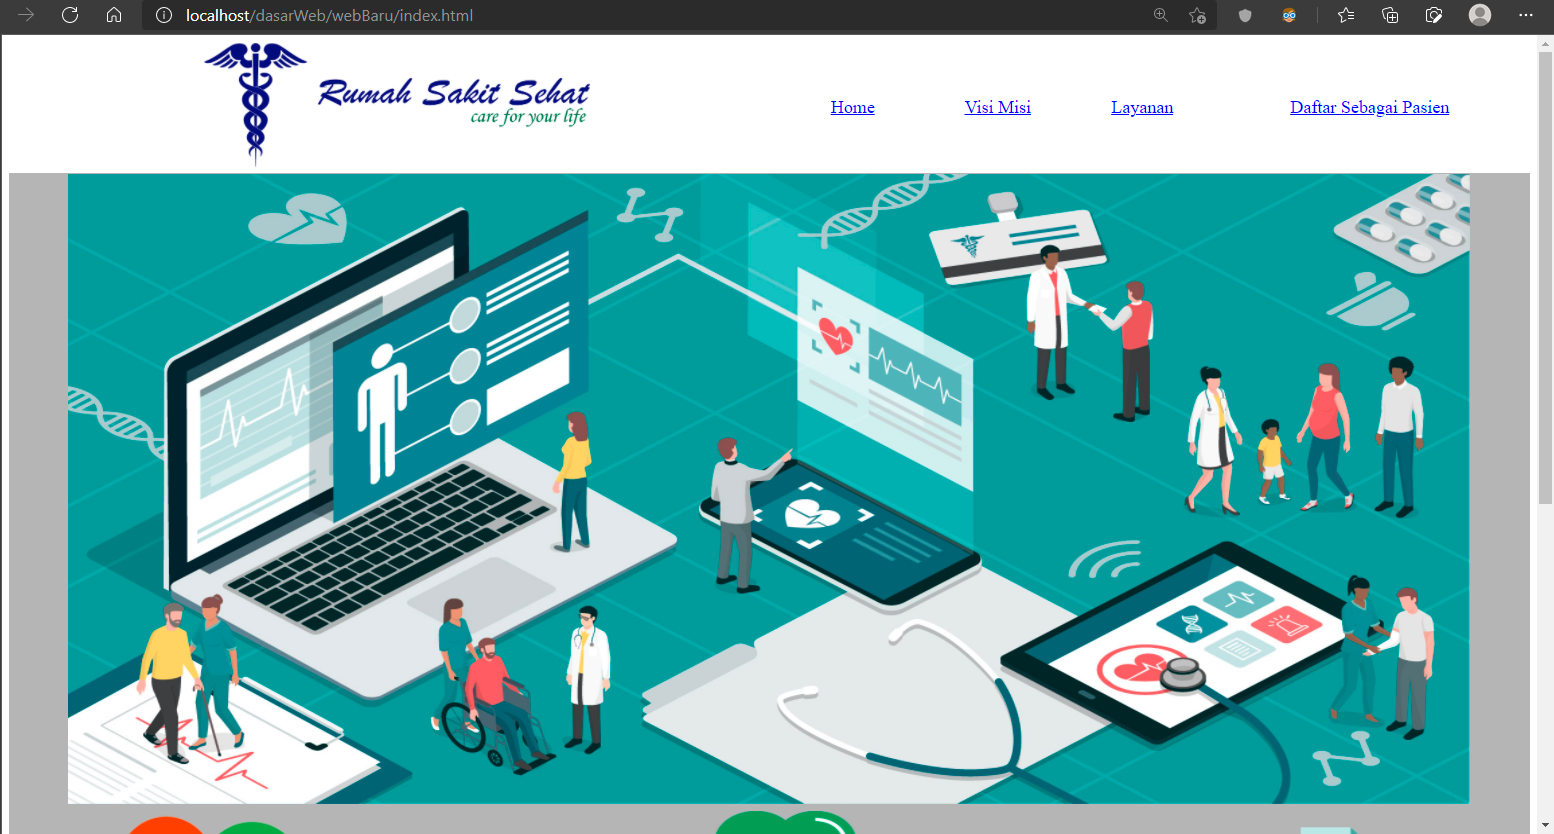 localhost/dasarWeb/webBaru/index.html
Rumah Sakit Sehat
care for your life
Home
Visi Misi
Layanan
Daftar Sebagai Pasien